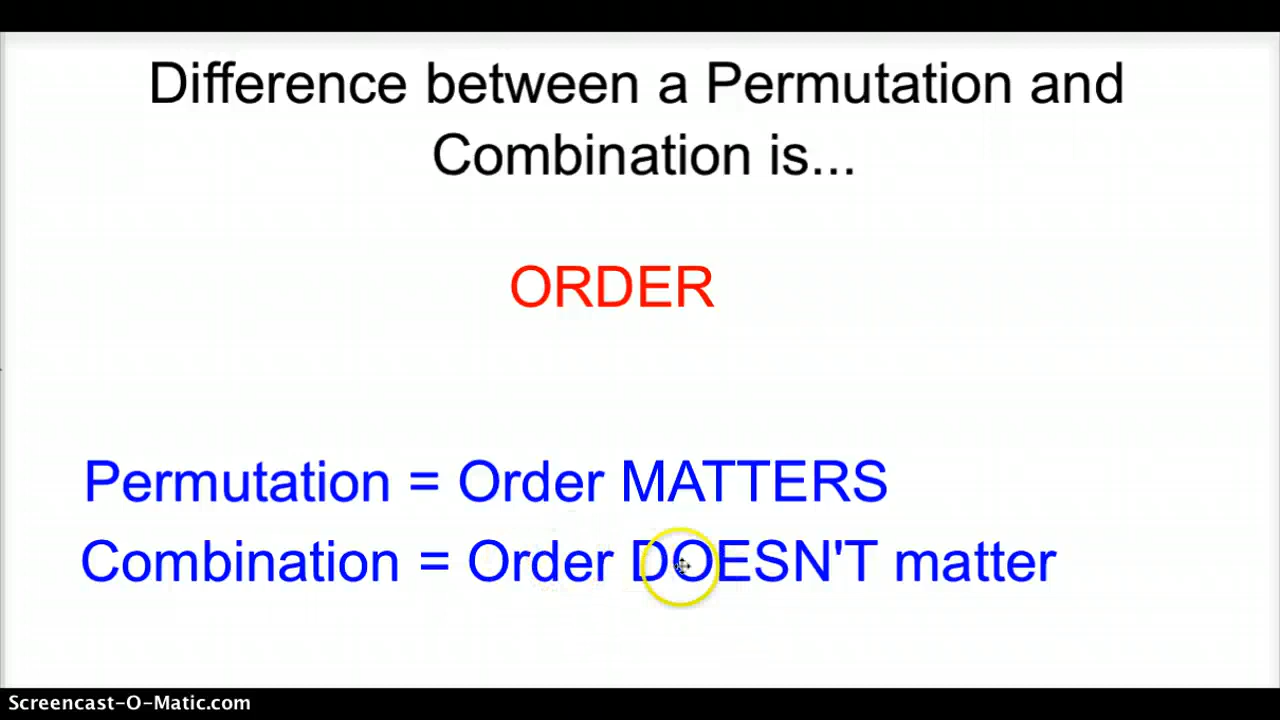 Difference between a Permutation and
Combination is...
ORDER
Permutation = Order MATTERS
Combination = Order DOESN'T matter
Screencast-O-Matic.com